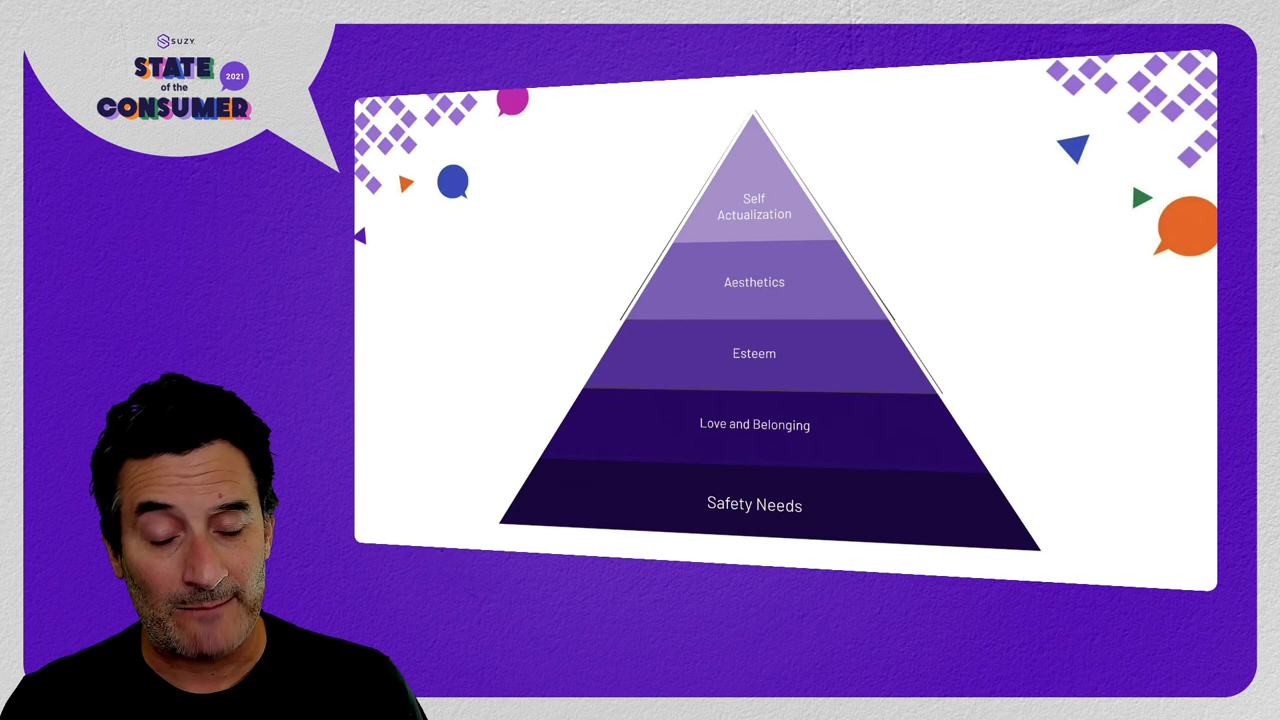 SUZY
STATE
2021
of the
CONSUMER
Self
Actualization
Aesthetics
Esteem
Love and Belonging
Safety Needs